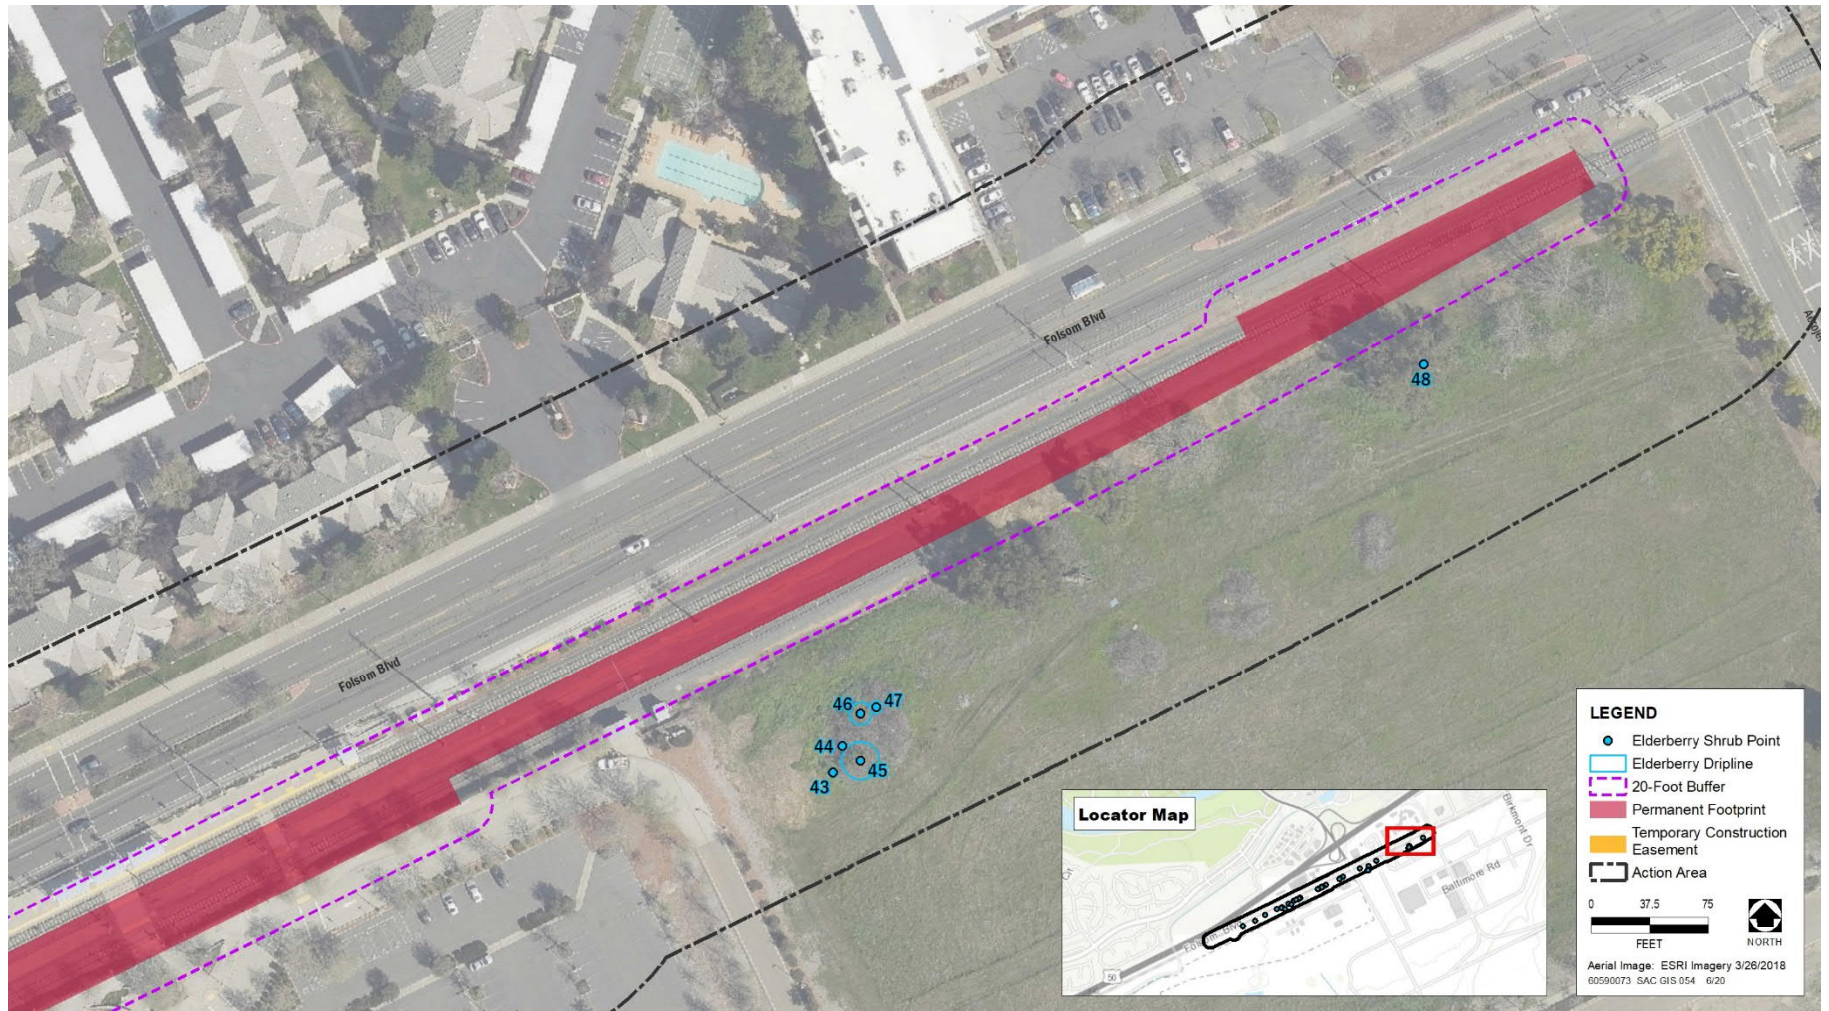 Folsom Blvd
48
Folsom Blvd
46
47
44
45
43
LEGEND
Elderberry Shrub Point
Elderberry Dripline
20-Foot Buffer
Permanent Footprint
Temporary Construction
Easement
Action Area
0 37.5 75
FEET
NORTH
Aerial Image: ESRI Imagery 3/26/2018
60590073 SAC GIS 054 6/20
Locator Map
Birkmont Dr
Baltimore Rd
Folsom Blvd
50